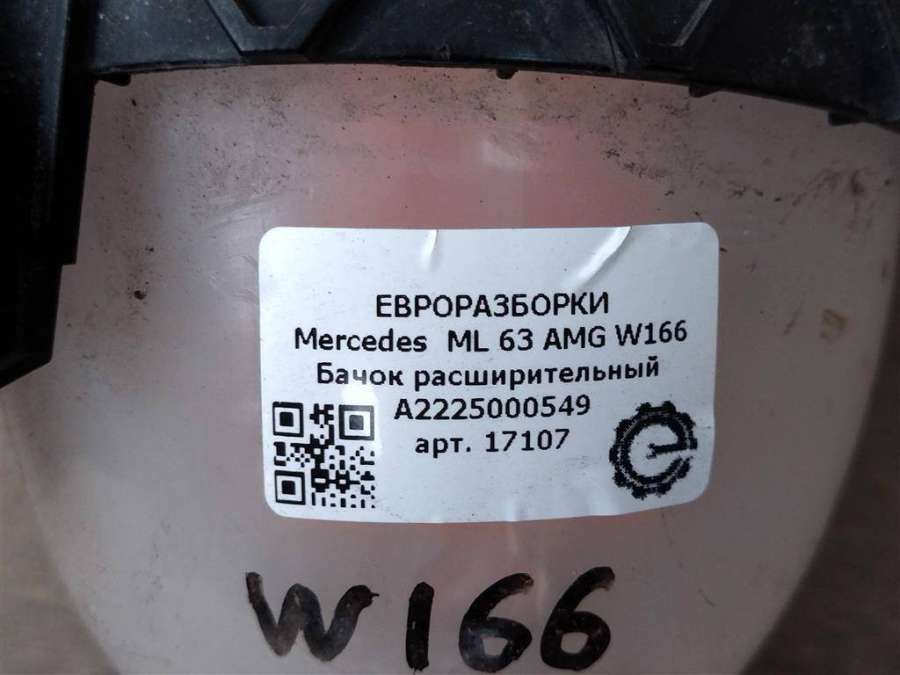 ЕВРОРАЗБОРКИ
Mercedes ML 63 AMG W166
Бачок расширительный
A2225000549
арт. 17107
W166